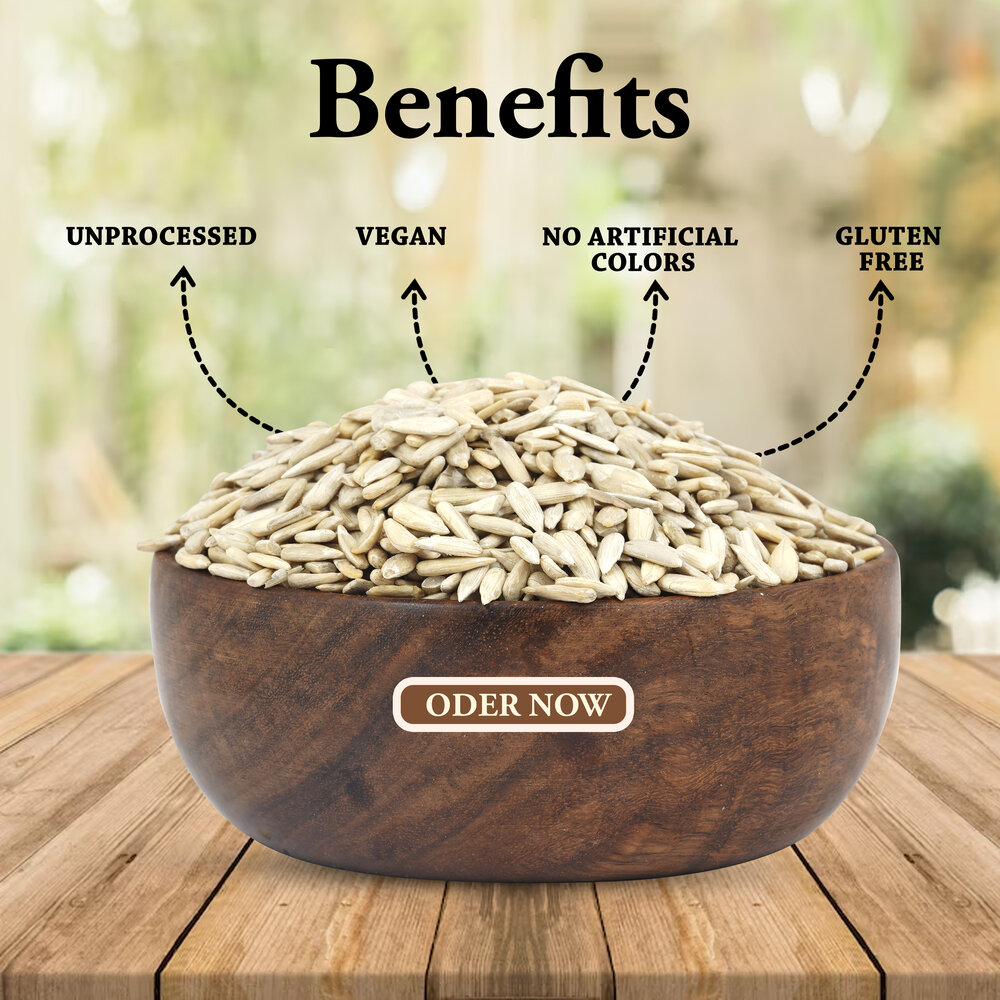 Benefits
UNPROCESSED
VEGAN
NO ARTIFICIAL
COLORS
GLUTEN
FREE
ODER NOW